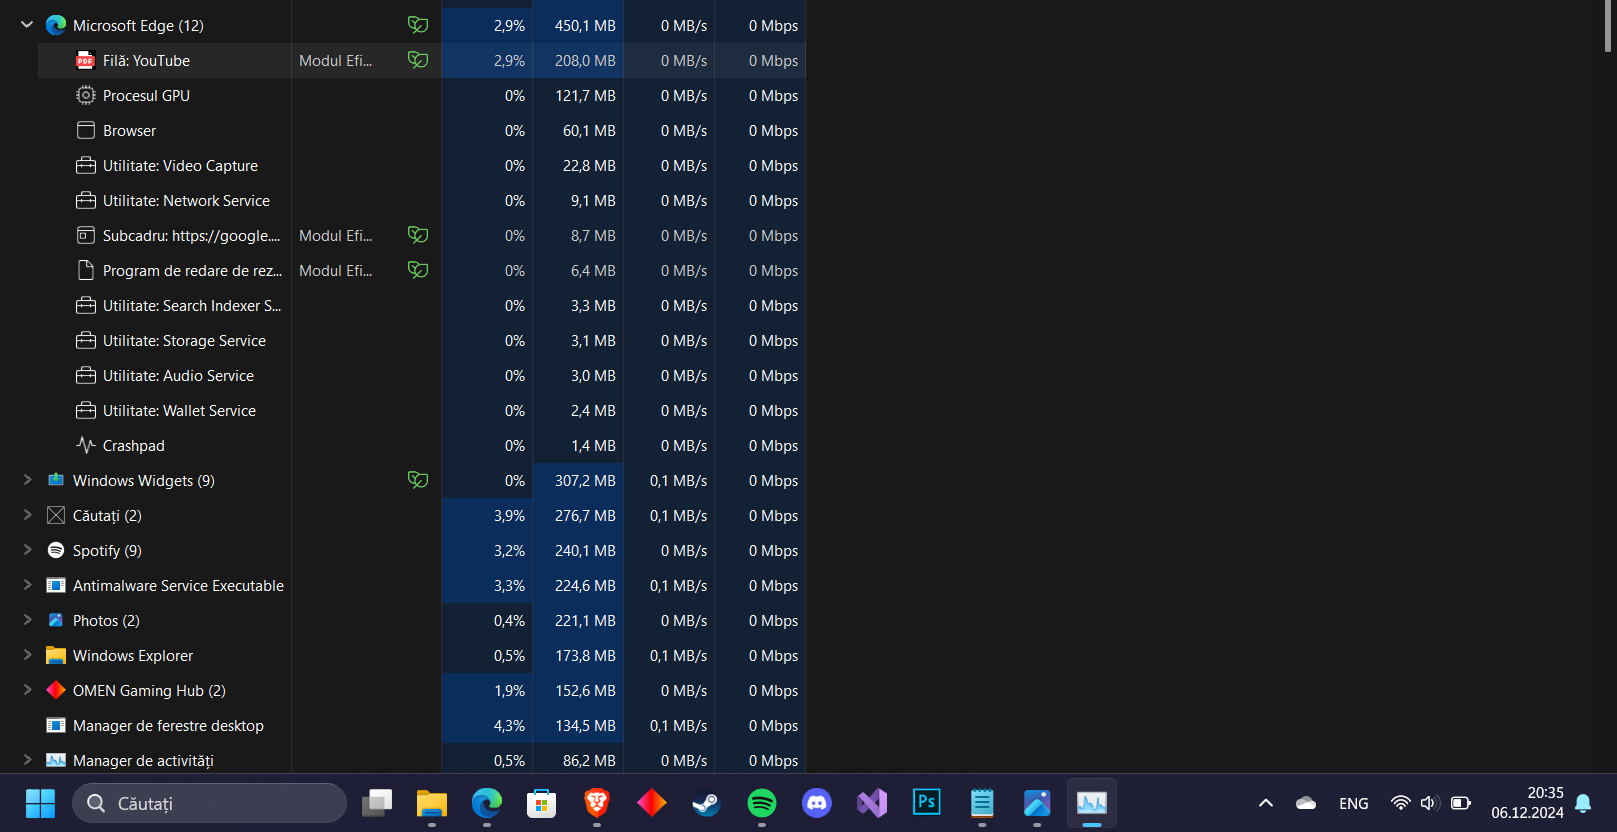 Microsoft Edge (12) 2,9% 450,1 MB 0 MB/s 0 Mbps
PDF Filă: YouTube Modul Efi... 2,9% 208,0 MB 0 MB/s 0 Mbps
Procesul GPU 0% 121,7 MB 0 MB/s 0 Mbps
Browser 0% 60,1 MB 0 MB/s 0 Mbps
Utilitate: Video Capture 0% 22,8 MB 0 MB/s 0 Mbps
Utilitate: Network Service 0% 9,1 MB 0 MB/s 0 Mbps
Subcadru: https://google.... Modul Efi... 0% 8,7 MB 0 MB/s 0 Mbps
Program de redare de rez... Modul Efi... 0% 6,4 MB 0 MB/s 0 Mbps
Utilitate: Search Indexer S... 0% 3,3 MB 0 MB/s 0 Mbps
Utilitate: Storage Service 0% 3,1 MB 0 MB/s 0 Mbps
Utilitate: Audio Service 0% 3,0 MB 0 MB/s 0 Mbps
Utilitate: Wallet Service 0% 2,4 MB 0 MB/s 0 Mbps
Crashpad 0% 1,4 MB 0 MB/s 0 Mbps
Windows Widgets (9) 0% 307,2 MB 0,1 MB/s 0 Mbps
Căutați (2) 3,9% 276,7 MB 0,1 MB/s 0 Mbps
Spotify (9) 3,2% 240,1 MB 0 MB/s 0 Mbps
Antimalware Service Executable 3,3% 224,6 MB 0,1 MB/s 0 Mbps
Photos (2) 0,4% 221,1 MB 0 MB/s 0 Mbps
Windows Explorer 0,5% 173,8 MB 0,1 MB/s 0 Mbps
OMEN Gaming Hub (2) 1,9% 152,6 MB 0 MB/s 0 Mbps
Manager de ferestre desktop 4,3% 134,5 MB 0,1 MB/s 0 Mbps
Manager de activități 0,5% 86,2 MB 0 MB/s 0 Mbps
Căutați Ps ENG 20:35
06.12.2024